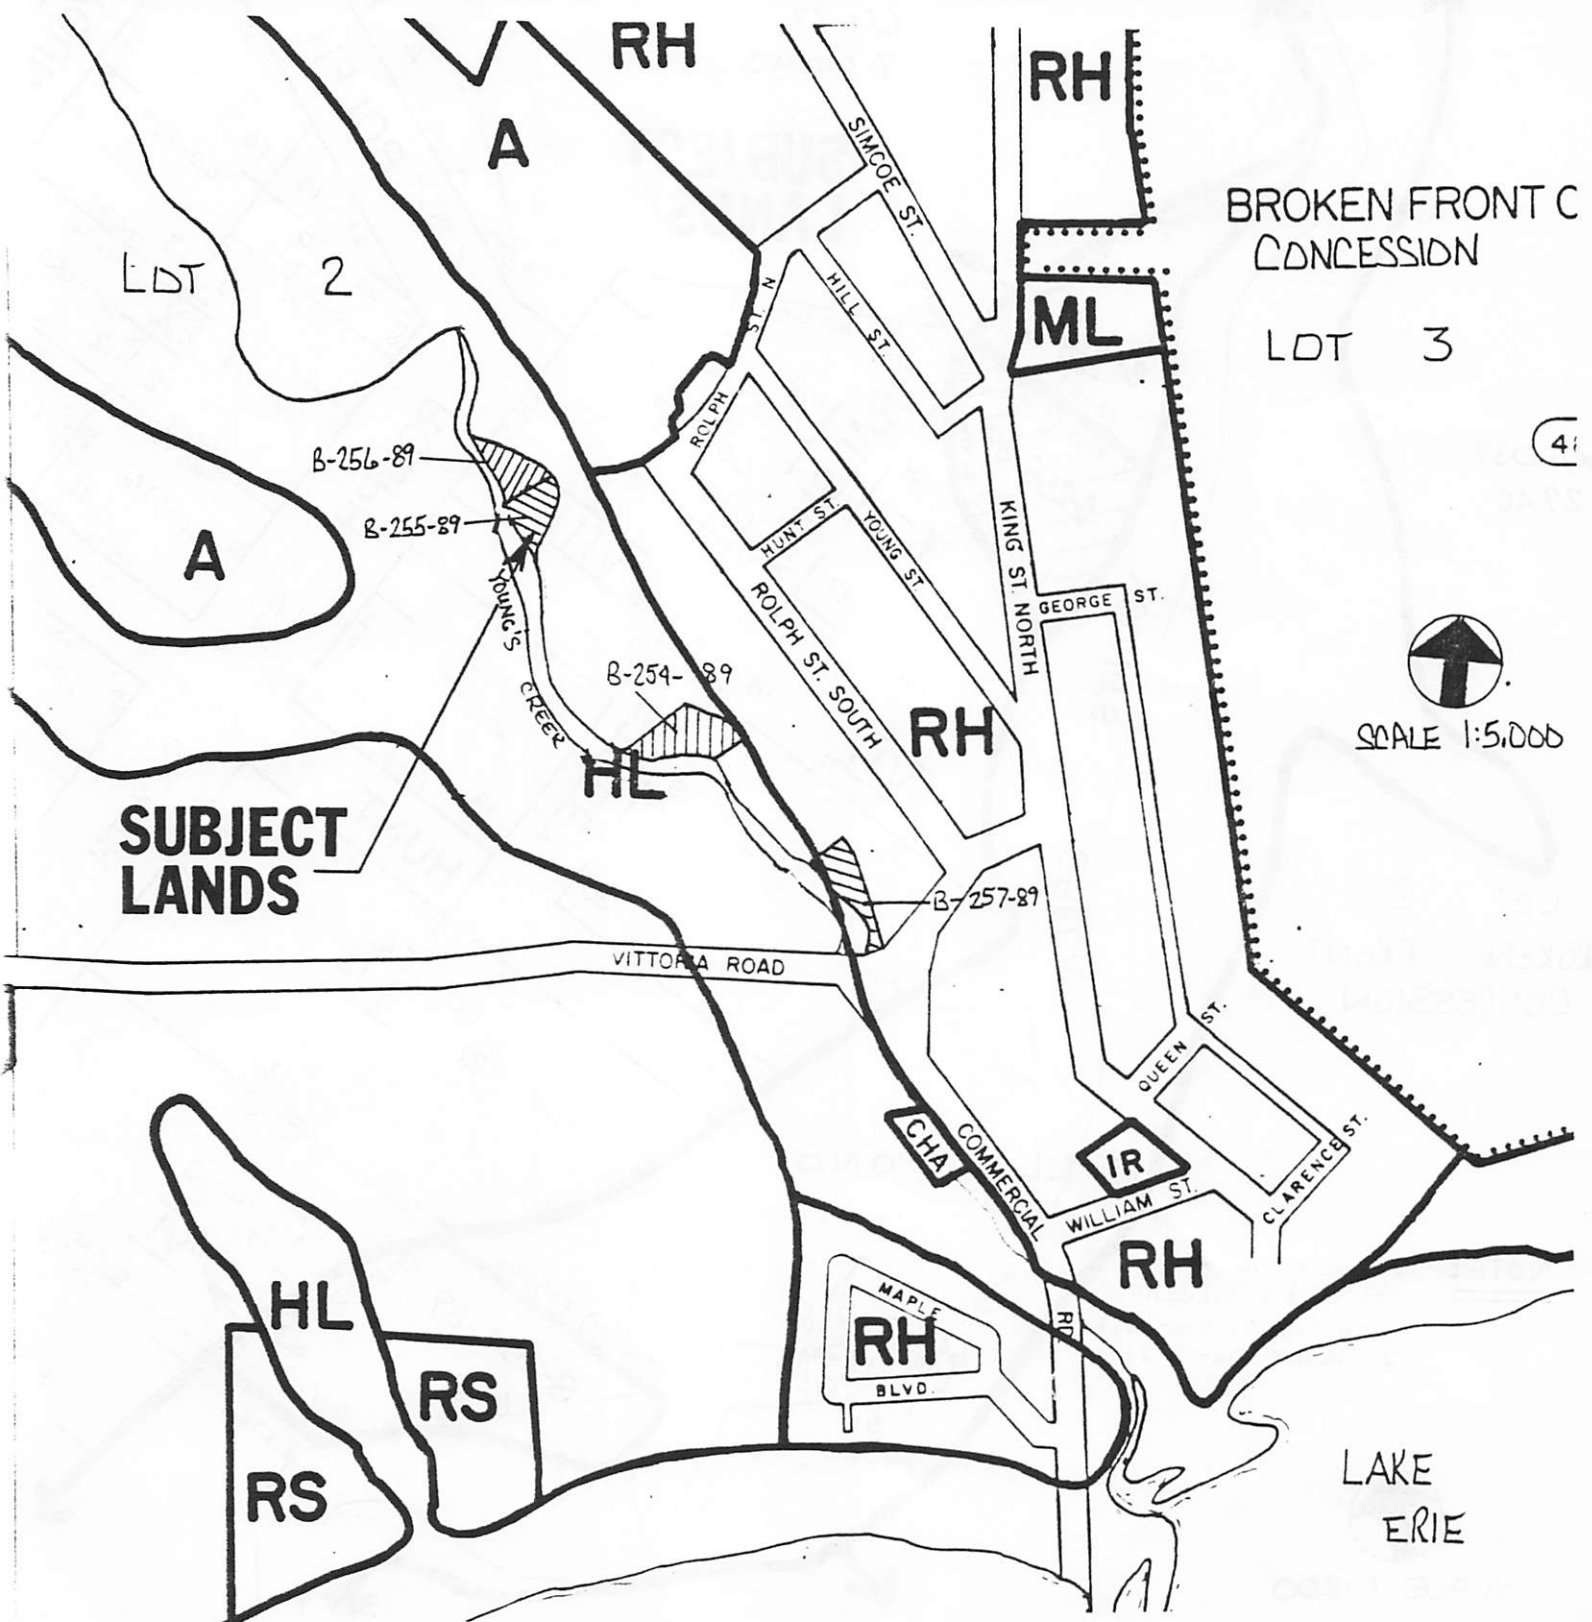 RH
RH
A
SIMCOE ST.
BROKEN FRONT C
CONCESSION
LOT 2
ST. N
HILL ST.
ML
LOT 3
ROLPH
B-256-89
B-255-89
A
HUNT ST.
YOUNG ST.
KING ST. NORTH
GEORGE ST.
YOUNG'S
CREEK
ROLPH ST. SOUTH
B-254-89
RH
SCALE 1:5,000
HL
SUBJECT
LANDS
B-257-89
VITTORIA ROAD
QUEEN ST.
CHA
COMMERCIAL
IR
WILLIAM ST.
CLARENCE ST.
RH
HL
MAPLE
RH
BLVD.
RD.
RS
RS
LAKE
ERIE